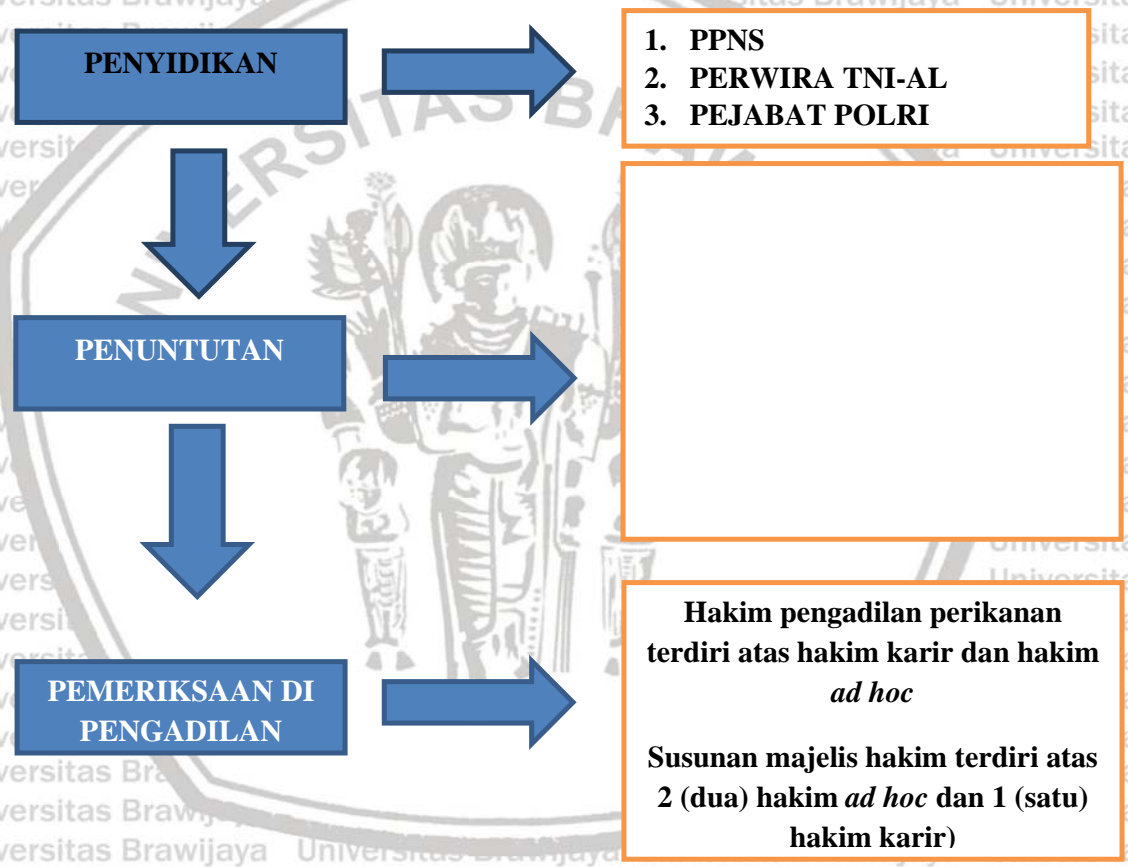 PENYIDIKAN
1. PPNS
2. PERWIRA TNI-AL
3. PEJABAT POLRI
PENUNTUTAN
PEMERIKSAAN DI
PENGADILAN
Hakim pengadilan perikanan
terdiri atas hakim karir dan hakim
ad hoc
Susunan majelis hakim terdiri atas
2 (dua) hakim ad hoc dan 1 (satu)
hakim karir)
versitas Brawijaya